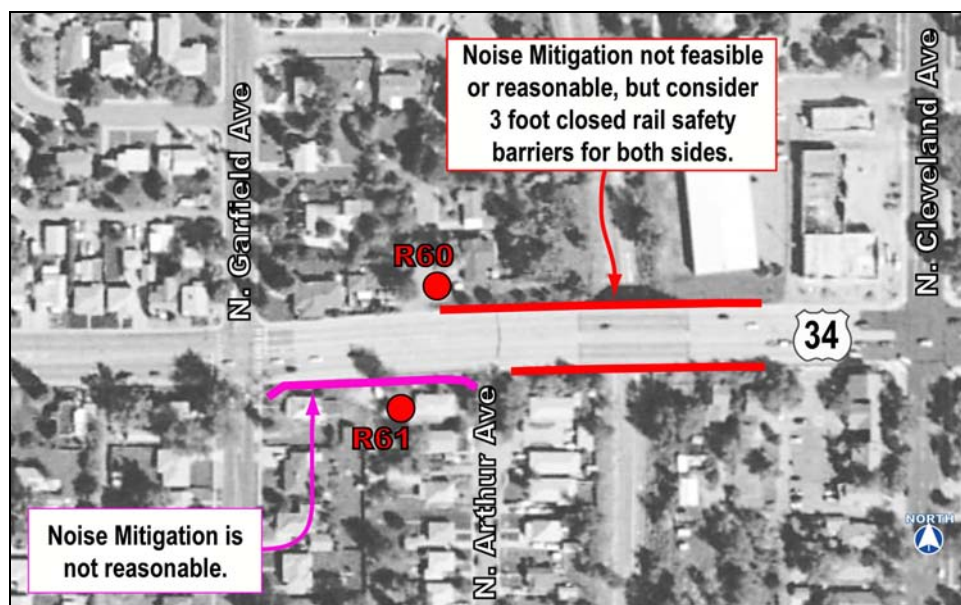 Noise Mitigation not feasible
or reasonable, but consider
3 foot closed rail safety
barriers for both sides.
N. Garfield Ave
N. Cleveland Ave
R60
34
R61
N. Arthur Ave
Noise Mitigation is
not reasonable.
NORTH